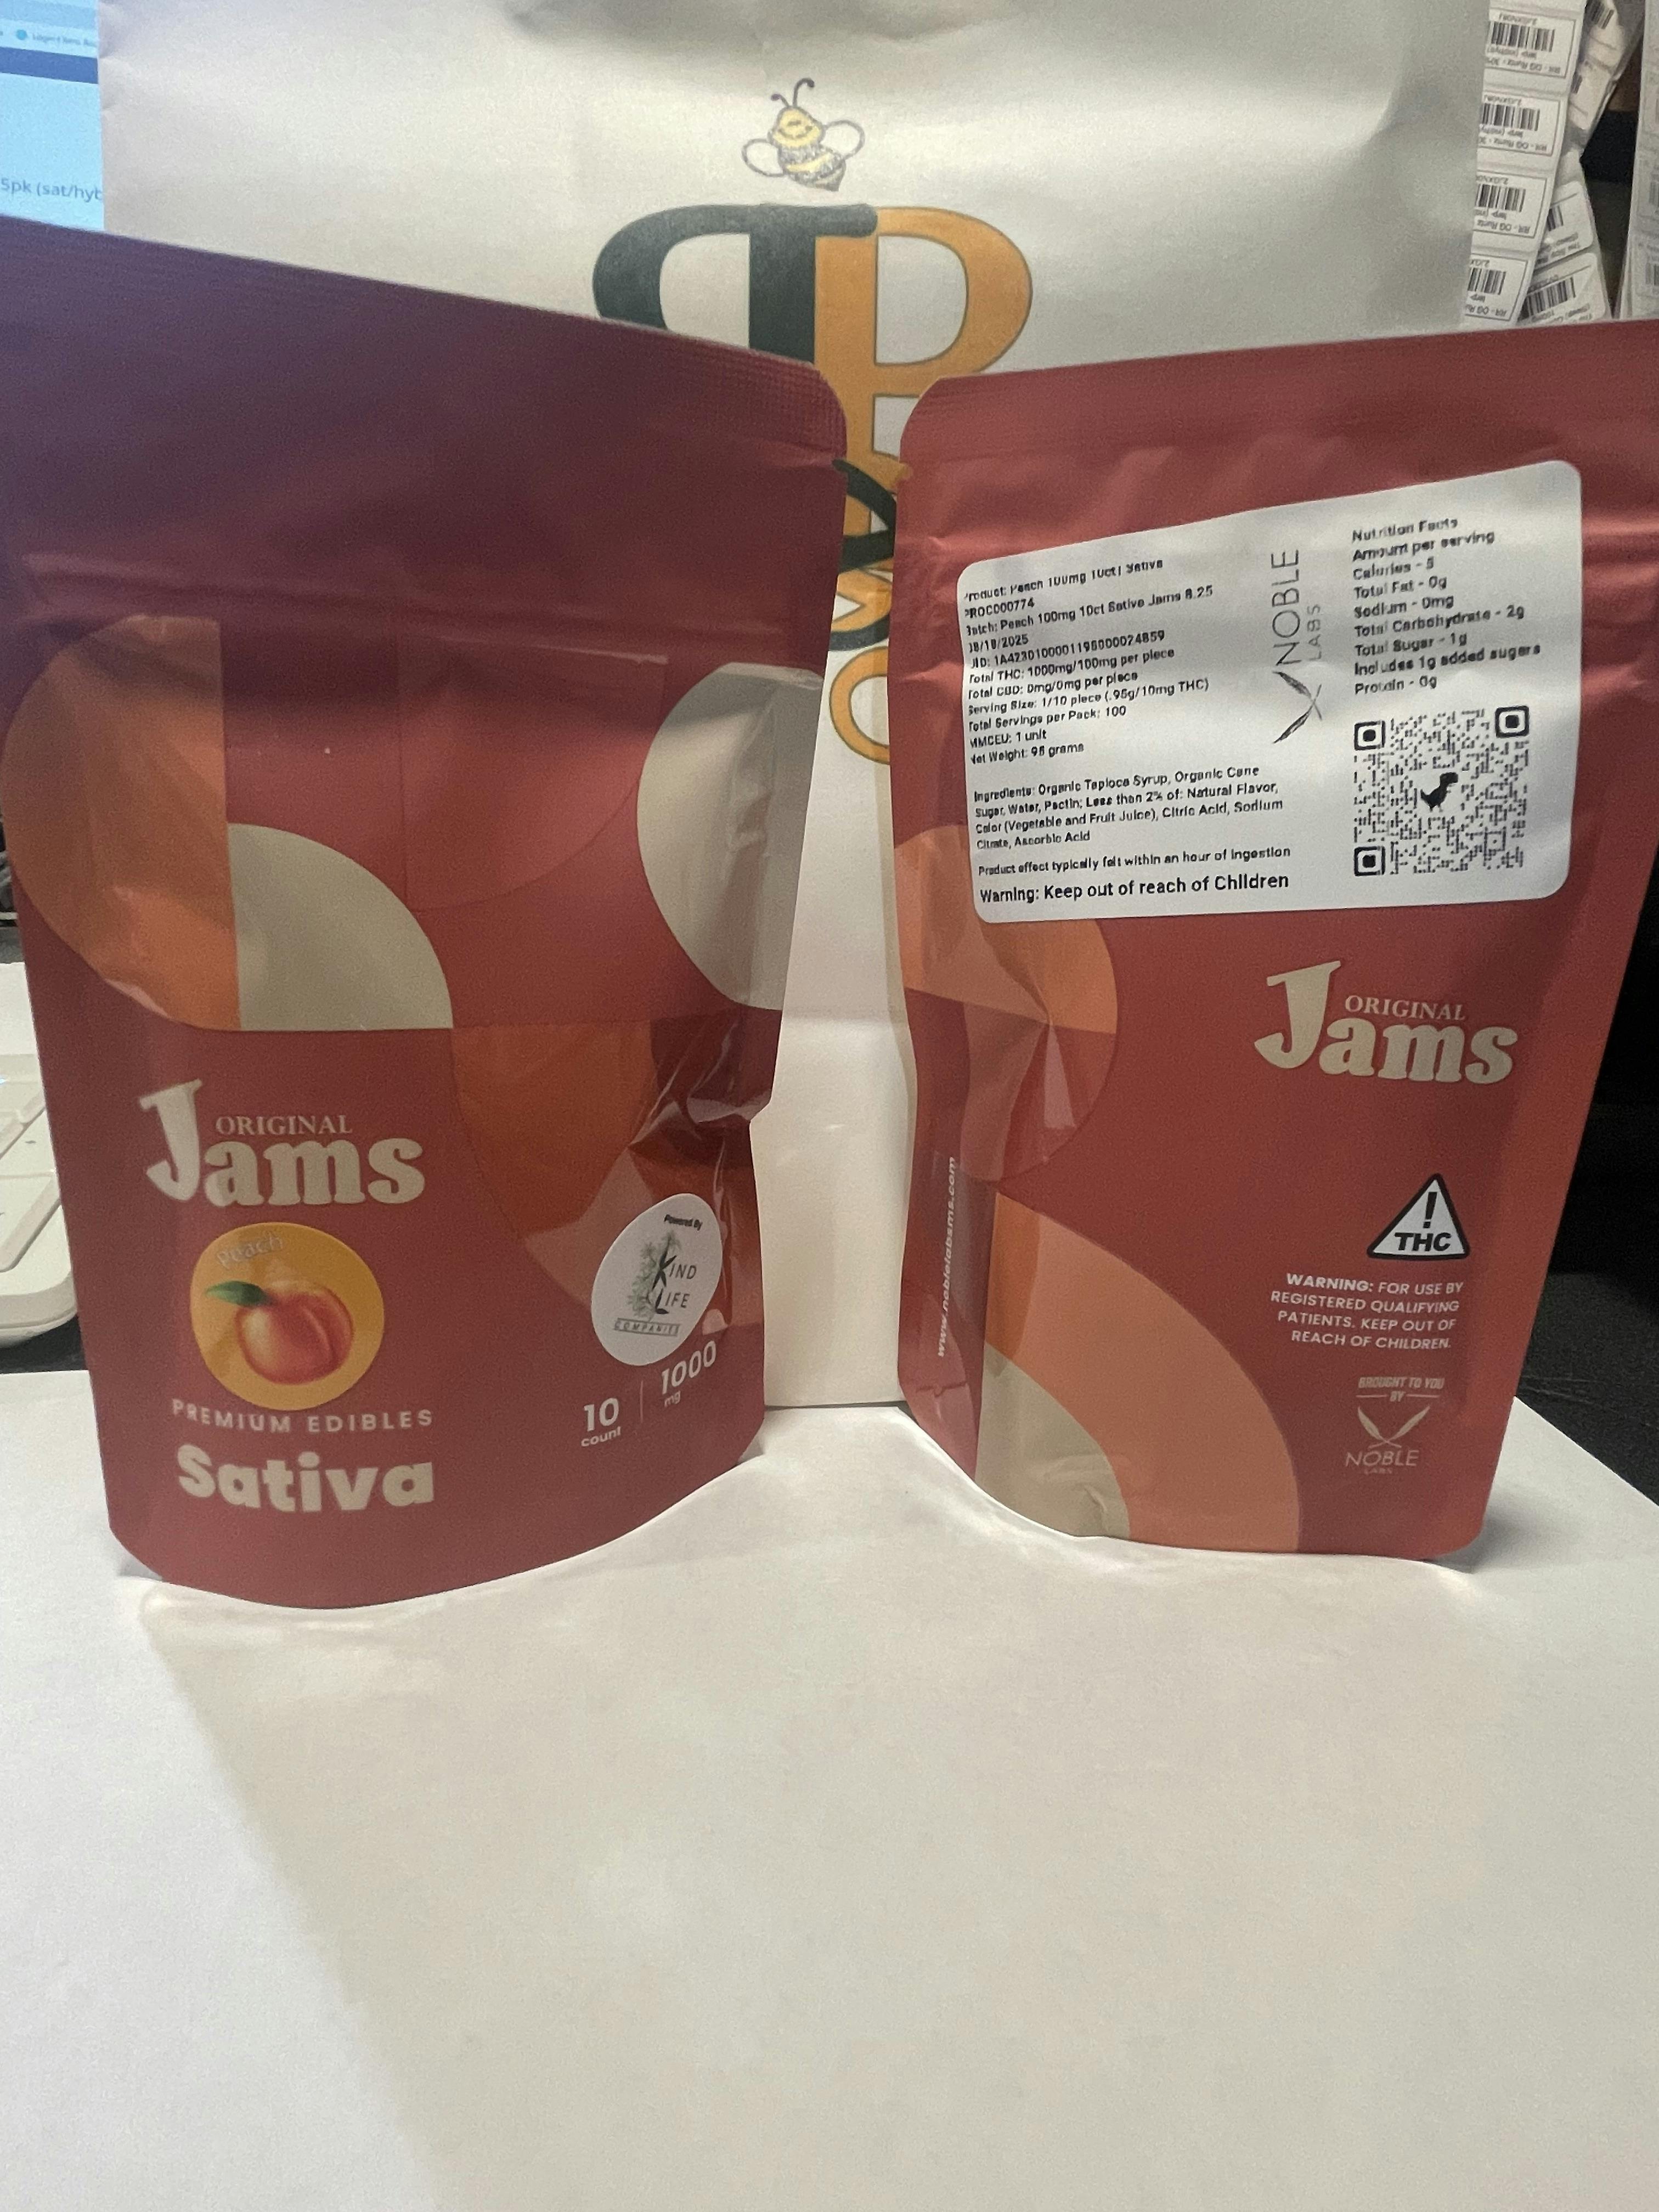 5pk (sat/hyt
ORIGINAL
Jams
Peach
PREMIUM EDIBLES
Sativa
Powered By
KIND
LIFE
COMPANIES
10
count
1000
mg
Product: Peach 100mg 10ct | Sativa
PROC000774
Batch: Peach 100mg 10ct Sativa Jams 8.25
08/18/2025
UID: 1A4230100001195000024859
Total THC: 1000mg/100mg per piece
Total CBD: 0mg/0mg per piece
Serving Size: 1/10 piece (.95g/10mg THC)
Total Servings per Pack: 100
MMCEU: 1 unit
Net Weight: 95 grams
Ingredients: Organic Tapioca Syrup, Organic Cane
Sugar, Water, Pectin; Less than 2% of: Natural Flavor,
Color (Vegetable and Fruit Juice), Citric Acid, Sodium
Citrate, Ascorbic Acid
Product effect typically felt within an hour of ingestion
Warning: Keep out of reach of Children
NOBLE
LABS
Nutrition Facts
Amount per serving
Calories - 5
Total Fat - 0g
Sodium - 0mg
Total Carbohydrate - 2g
Total Sugar - 1g
Includes 1g added sugars
Protein - 0g
ORIGINAL
Jams
www.noblelabsms.com
!
THC
WARNING: FOR USE BY
REGISTERED QUALIFYING
PATIENTS. KEEP OUT OF
REACH OF CHILDREN.
BROUGHT TO YOU
BY
NOBLE
LABS